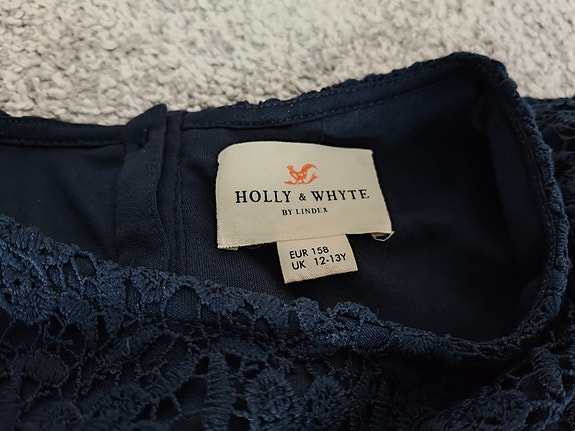 HOLLY & WHYTE
BY LINDEX
EUR 158
UK 12-13Y